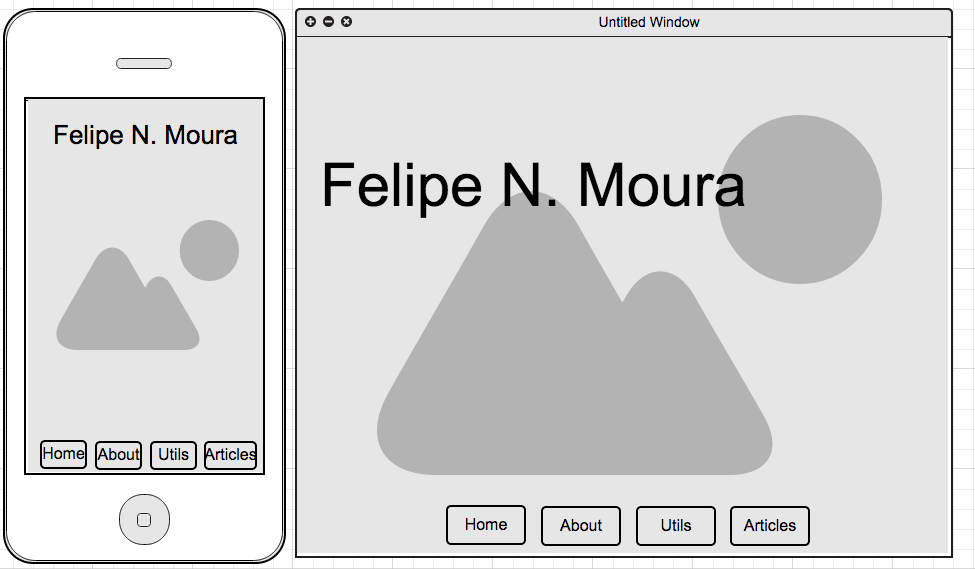 Felipe N. Moura
Home About Utils Articles
Untitled Window
Felipe N. Moura
Home About Utils Articles